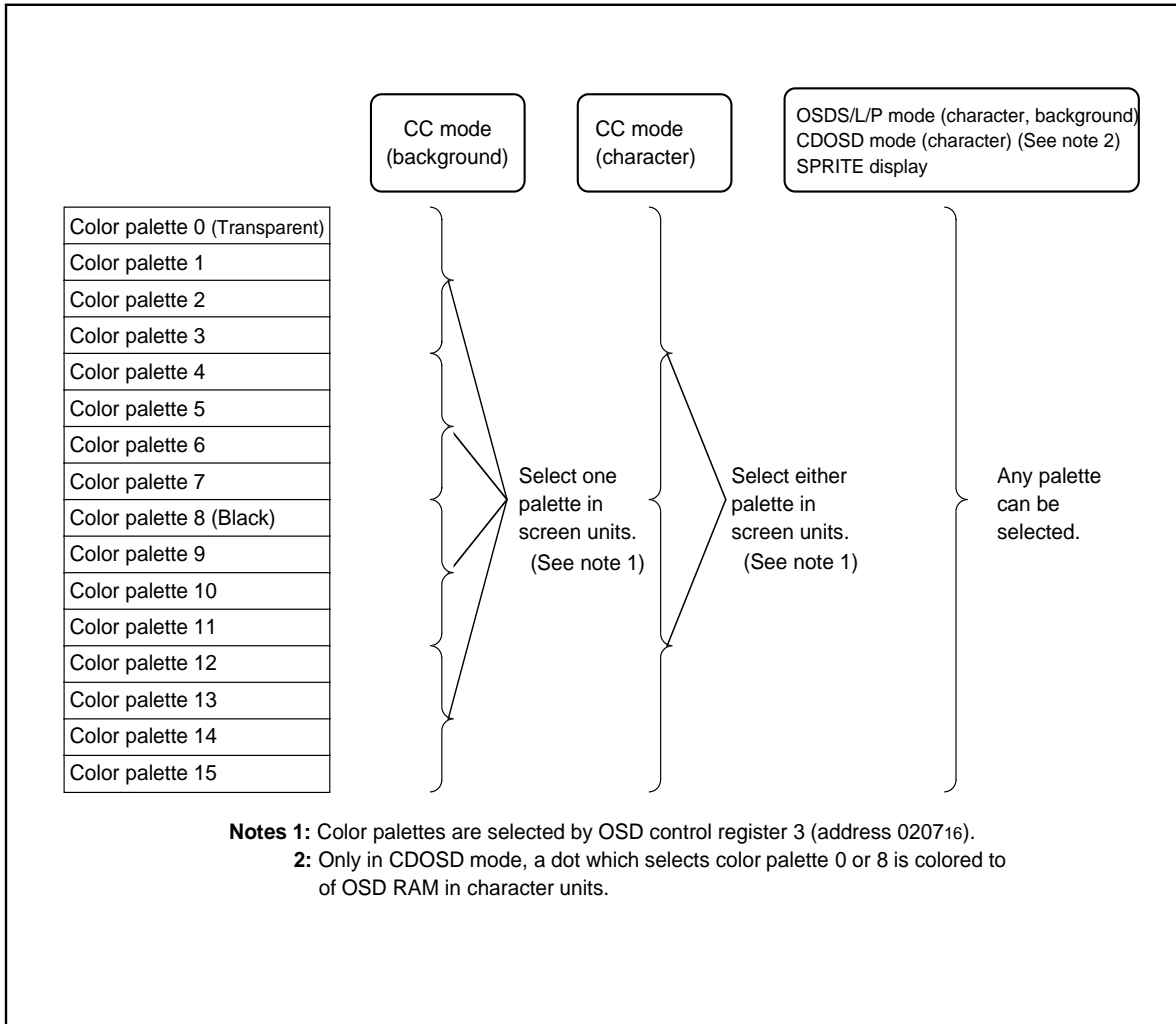 CC mode
(background)
CC mode
(character)
OSDS/L/P mode (character, background)
CDOSD mode (character) (See note 2)
SPRITE display
Color palette 0 (Transparent)
Color palette 1
Color palette 2
Color palette 3
Color palette 4
Color palette 5
Color palette 6
Color palette 7
Color palette 8 (Black)
Color palette 9
Color palette 10
Color palette 11
Color palette 12
Color palette 13
Color palette 14
Color palette 15
Select one
palette in
screen units.
(See note 1)
Select either
palette in
screen units.
(See note 1)
Any palette
can be
selected.
Notes 1: Color palettes are selected by OSD control register 3 (address 020716).
2: Only in CDOSD mode, a dot which selects color palette 0 or 8 is colored to
of OSD RAM in character units.